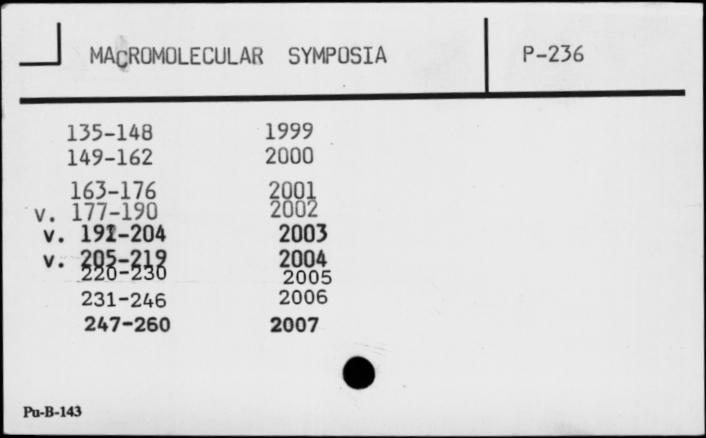 MACROMOLECULAR SYMPOSIA P-236
135-148 1999
149-162 2000
163-176 2001
v. 177-190 2002
v. 191-204 2003
v. 205-219 2004
220-230 2005
231-246 2006
247-260 2007
Pu-B-143